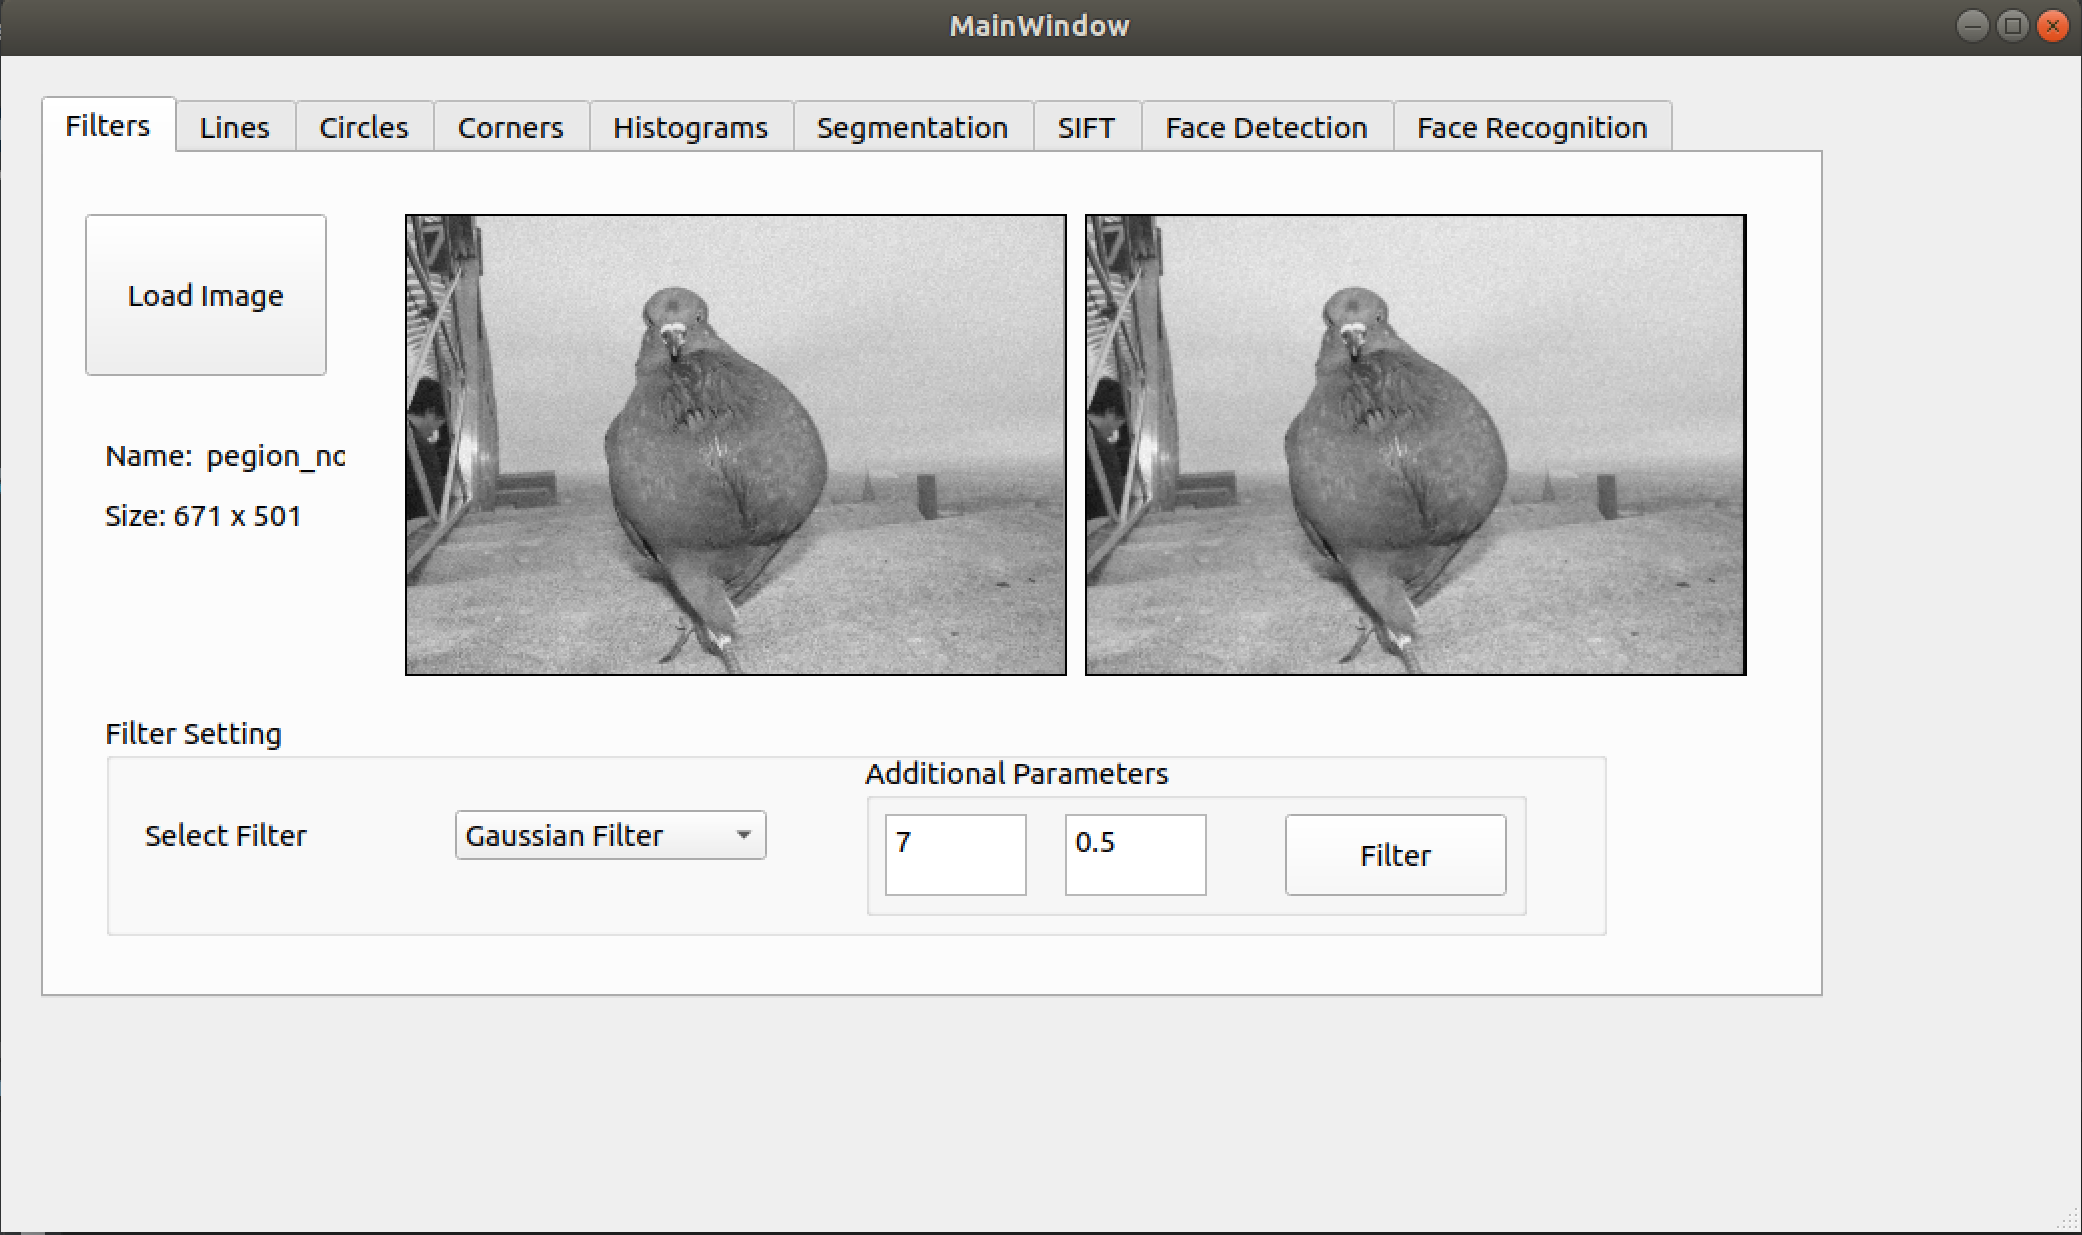 MainWindow
Filters Lines Circles Corners Histograms Segmentation SIFT Face Detection Face Recognition
Load Image
Name: pegion_no
Size: 671 x 501
Filter Setting
Additional Parameters
Select Filter Gaussian Filter 7 0.5 Filter